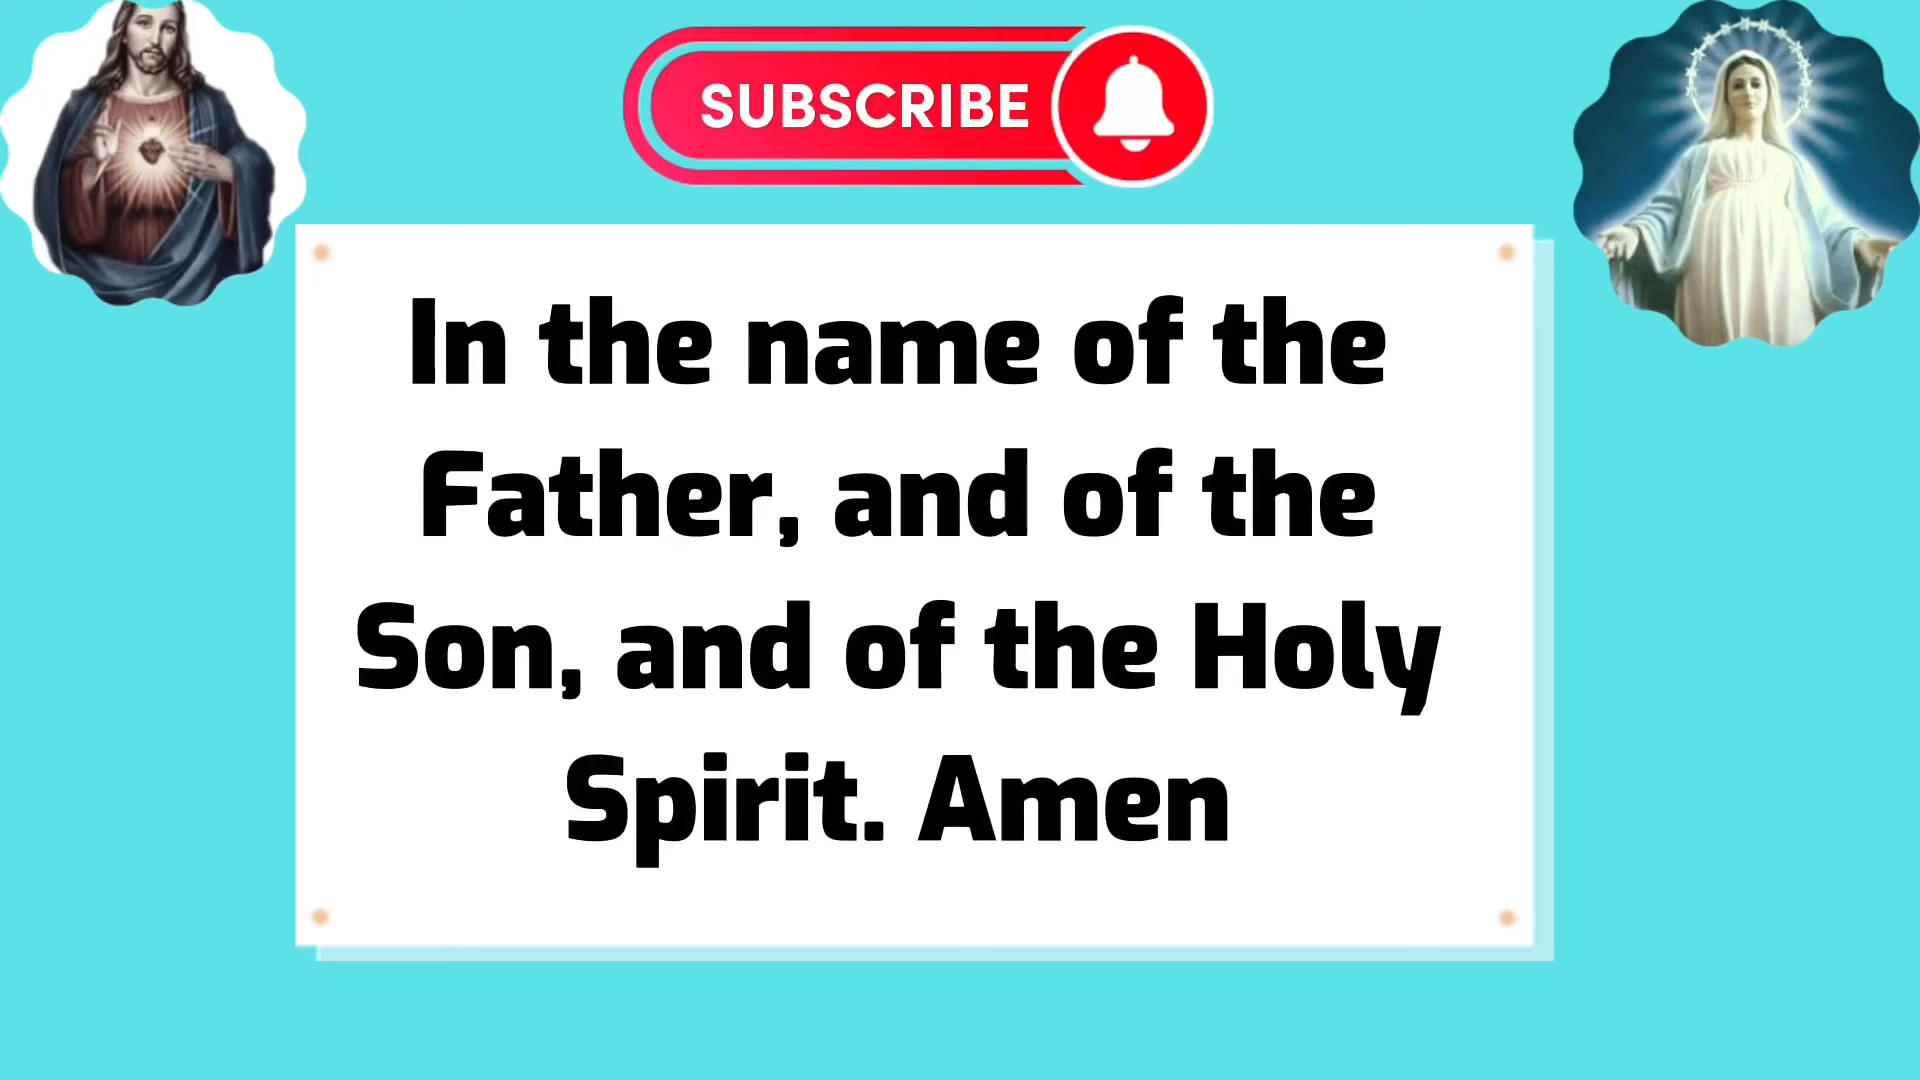 SUBSCRIBE
In the name of the
Father, and of the
Son, and of the Holy
Spirit. Amen